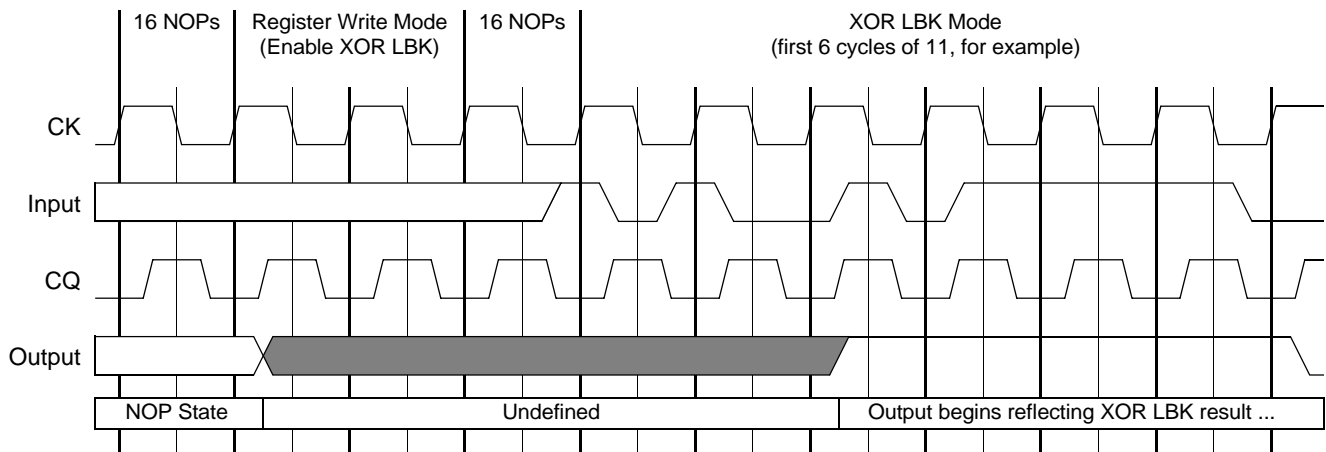 16 NOPs
Register Write Mode
(Enable XOR LBK)
16 NOPs
XOR LBK Mode
(first 6 cycles of 11, for example)
CK
Input
CQ
Output
NOP State
Undefined
Output begins reflecting XOR LBK result ...